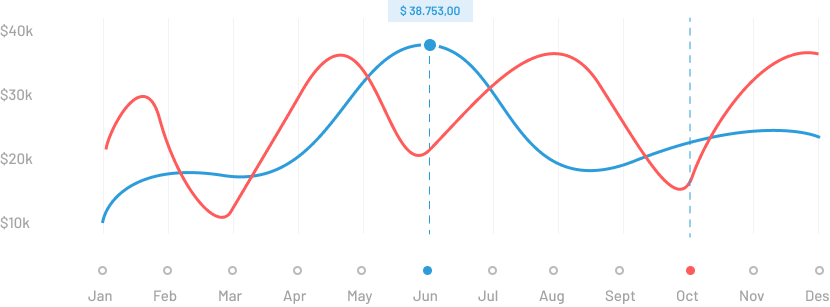 $ 38.753,00
$40k
$30k
$20k
$10k
Jan Feb Mar Apr May Jun Jul Aug Sept Oct Nov Des